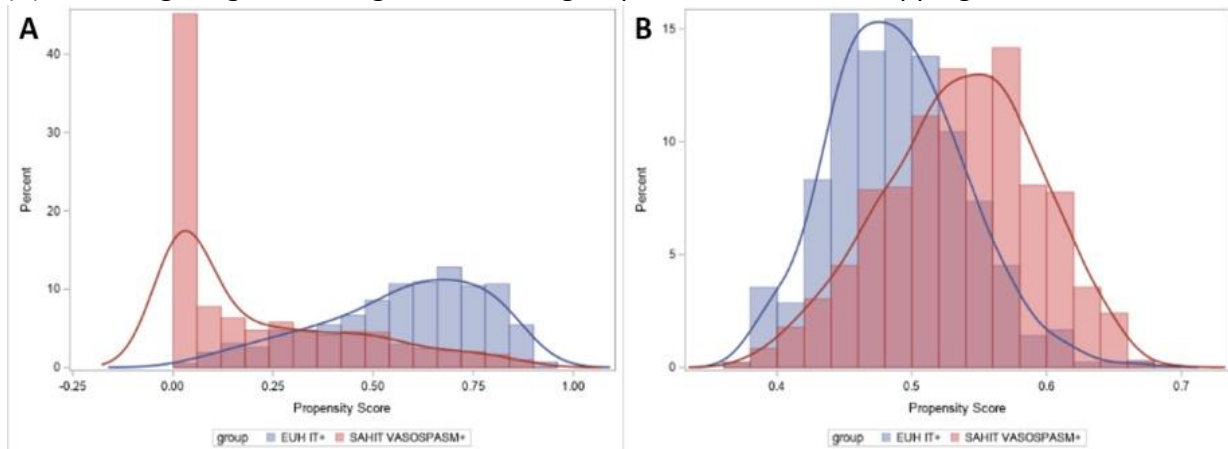 A
B
40
30
20
10
0
Percent
-0.25 0.00 0.25 0.50 0.75 1.00
Propensity Score
group EUH IT+ SAHIT VASOSPASM+
15
10
5
0
Percent
0.4 0.5 0.6 0.7
Propensity Score
group EUH IT+ SAHIT VASOSPASM+